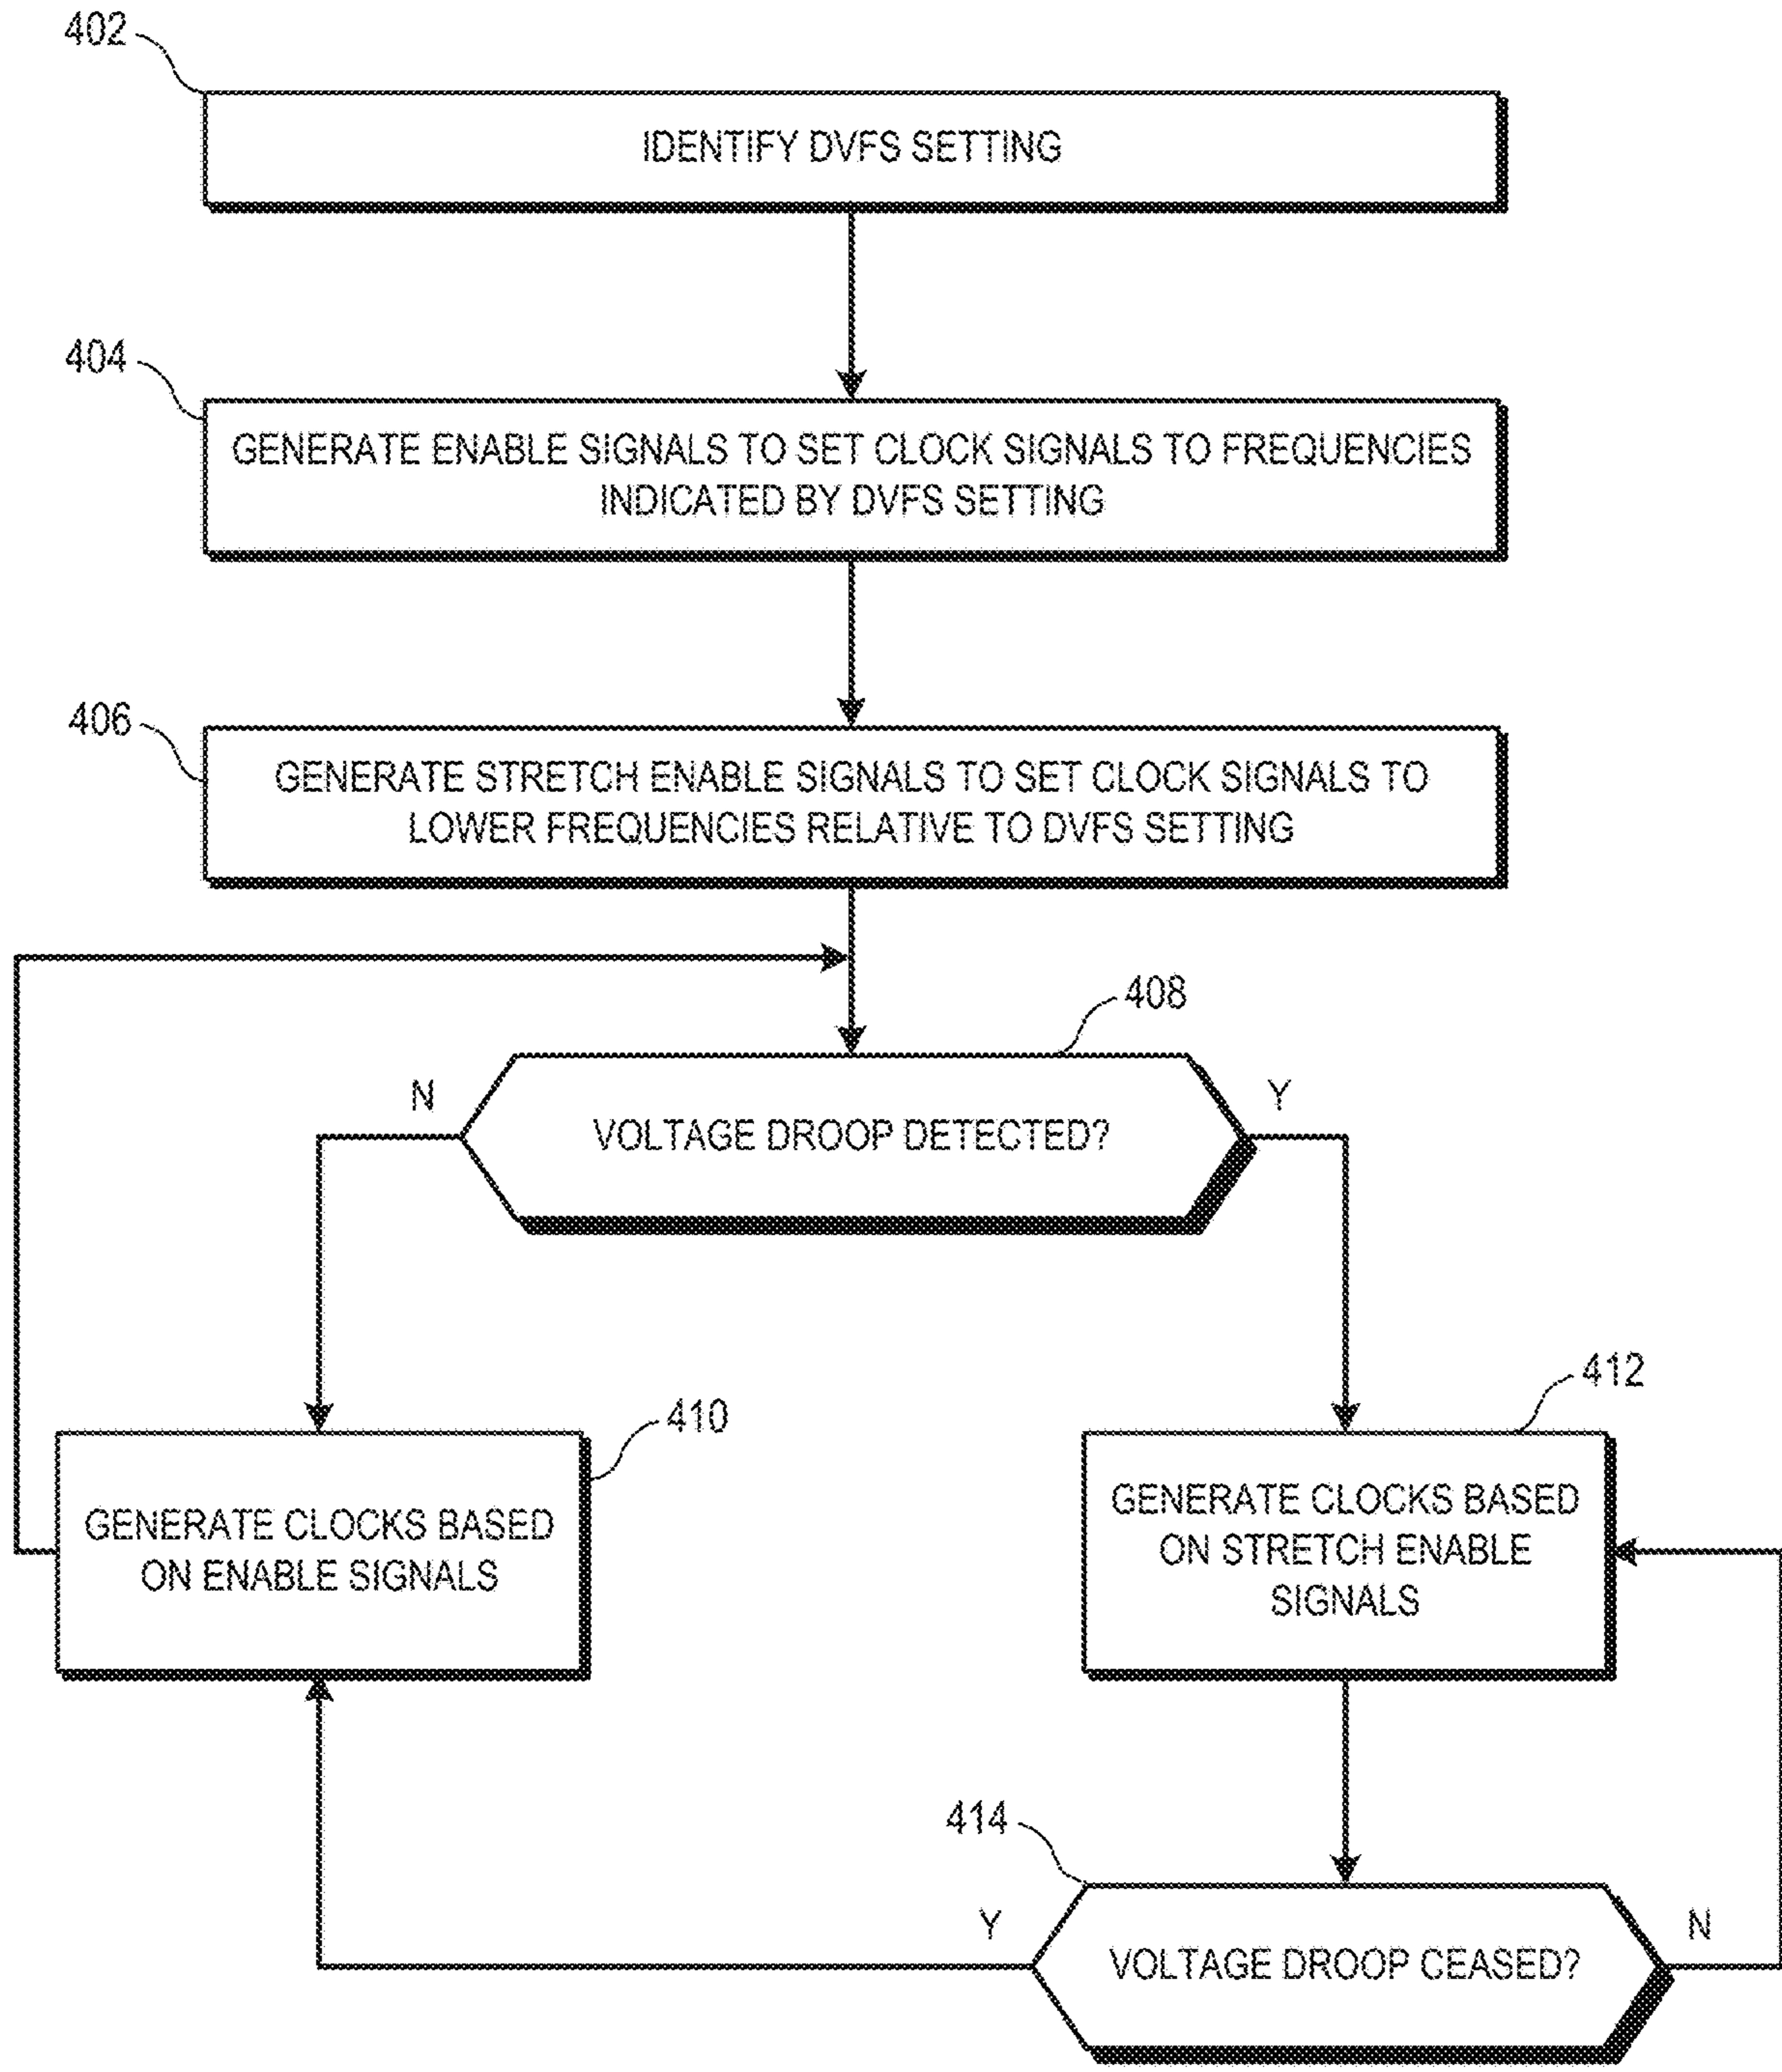 402
IDENTIFY DVFS SETTING
404
GENERATE ENABLE SIGNALS TO SET CLOCK SIGNALS TO FREQUENCIES
INDICATED BY DVFS SETTING
406
GENERATE STRETCH ENABLE SIGNALS TO SET CLOCK SIGNALS TO
LOWER FREQUENCIES RELATIVE TO DVFS SETTING
408
N
Y
VOLTAGE DROOP DETECTED?
410
GENERATE CLOCKS BASED
ON ENABLE SIGNALS
412
GENERATE CLOCKS BASED
ON STRETCH ENABLE
SIGNALS
414
Y
N
VOLTAGE DROOP CEASED?